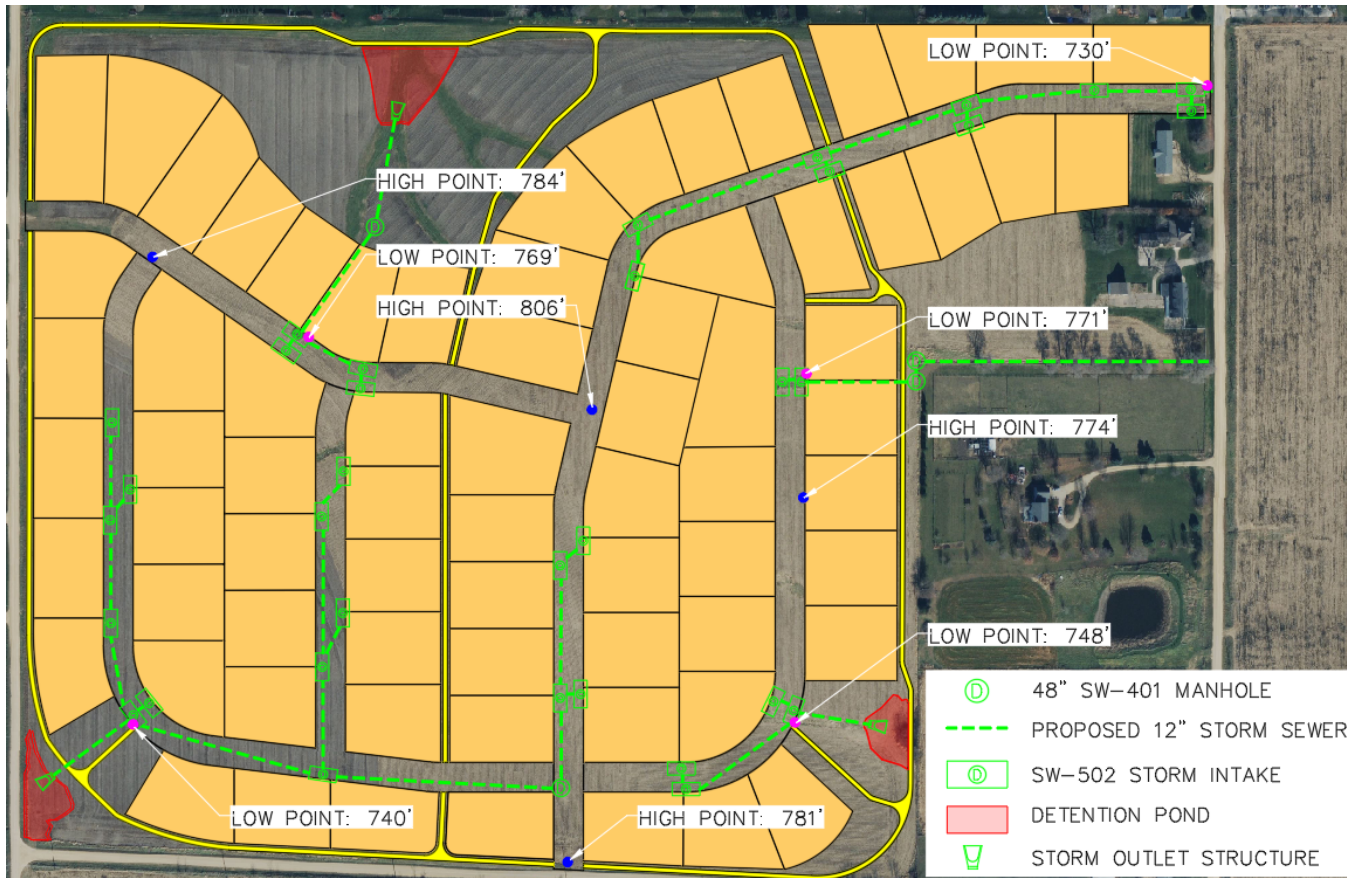 LOW POINT: 730'
HIGH POINT: 784'
LOW POINT: 769'
HIGH POINT: 806'
LOW POINT: 771'
HIGH POINT: 774'
LOW POINT: 748'
LOW POINT: 740'
HIGH POINT: 781'
D 48" SW-401 MANHOLE
PROPOSED 12" STORM SEWER
D SW-502 STORM INTAKE
DETENTION POND
STORM OUTLET STRUCTURE
D